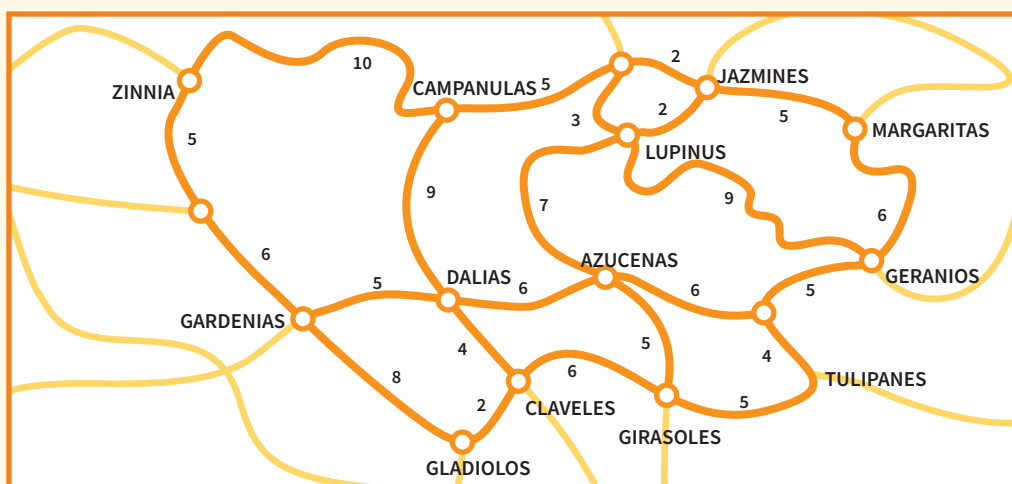 2
10
JAZMINES
CAMPANULAS
5
ZINNIA
5
3
2
MARGARITAS
5
LUPINUS
9
9
7
6
6
AZUCENAS
DALIAS
GERANIOS
5
6
6
5
GARDENIAS
5
4
4
8
6
TULIPANES
2
CLAVELES
5
GIRASOLES
GLADIOLOS